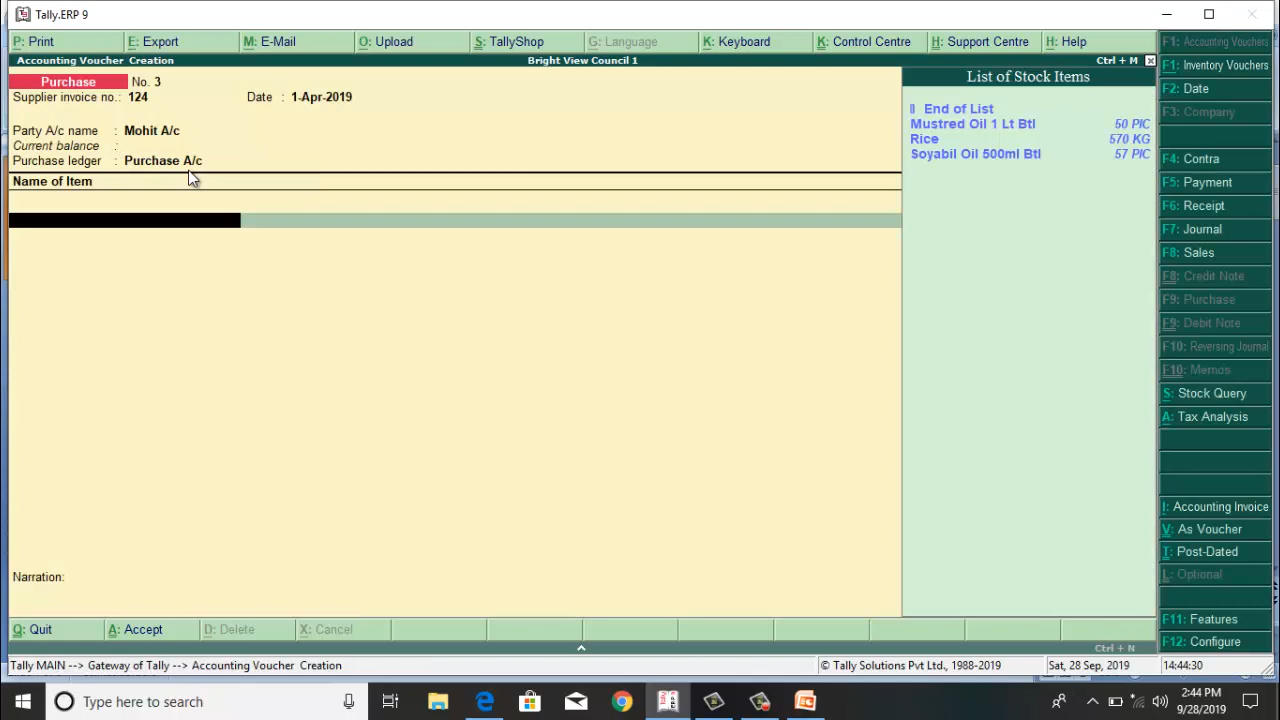 Tally.ERP 9
P: Print E: Export M: E-Mail O: Upload S: TallyShop G: Language K: Keyboard K: Control Centre H: Support Centre H: Help
Accounting Voucher Creation Bright View Council 1 Ctrl + M
Purchase No. 3
Supplier invoice no.: 124 Date : 1-Apr-2019
Party A/c name : Mohit A/c
Current balance :
Purchase ledger : Purchase A/c
Name of Item
Narration:
List of Stock Items
End of List
Mustred Oil 1 Lt Btl 50 PIC
Rice 570 KG
Soyabil Oil 500ml Btl 57 PIC
F1: Accounting Vouchers
F1: Inventory Vouchers
F2: Date
F3: Company
F4: Contra
F5: Payment
F6: Receipt
F7: Journal
F8: Sales
F8: Credit Note
F9: Purchase
F9: Debit Note
F10: Reversing Journal
F10: Memos
S: Stock Query
A: Tax Analysis
I: Accounting Invoice
V: As Voucher
T: Post-Dated
L: Optional
F11: Features
F12: Configure
Q: Quit A: Accept D: Delete X: Cancel
Ctrl + N
Tally MAIN --> Gateway of Tally --> Accounting Voucher Creation © Tally Solutions Pvt Ltd., 1988-2019 Sat, 28 Sep, 2019 14:44:30
Type here to search
2:44 PM
9/28/2019